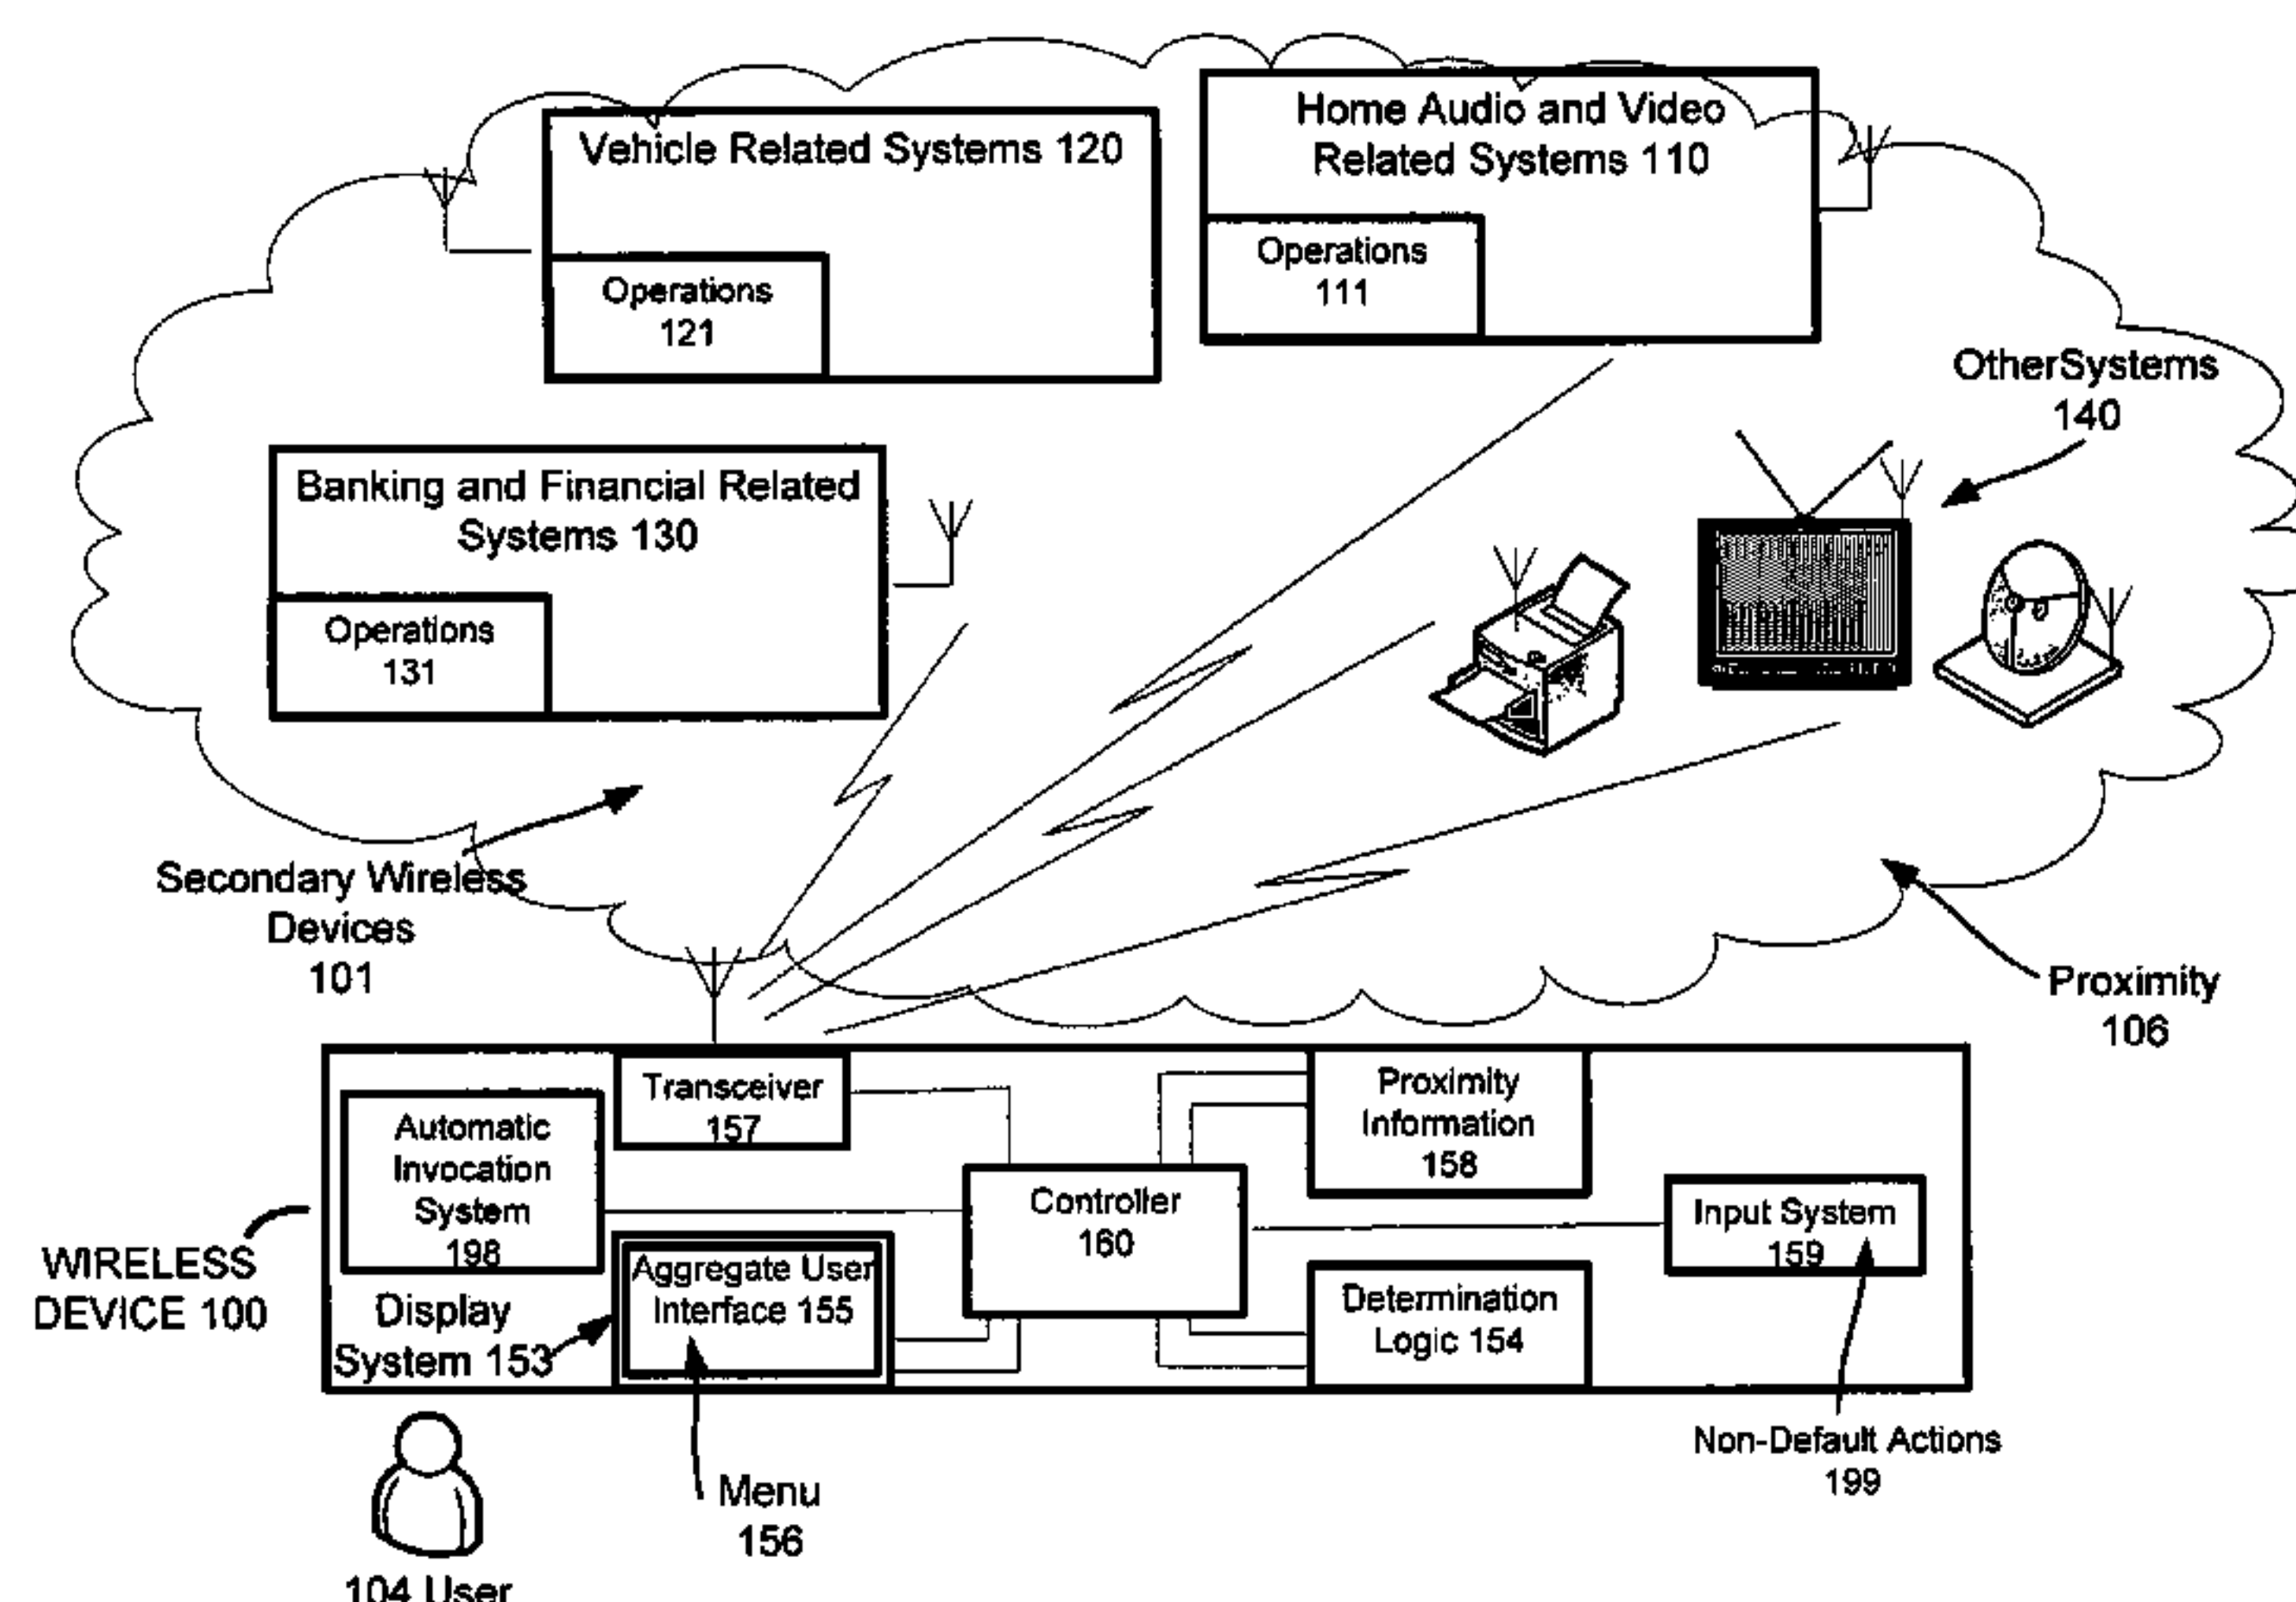 Vehicle Related Systems 120
Operations
121
Home Audio and Video
Related Systems 110
Operations
111
OtherSystems
140
Banking and Financial Related
Systems 130
Operations
131
Secondary Wireless
Devices
101
Proximity
106
Transceiver
157
Automatic
Invocation
System
198
Proximity
Information
158
Controller
160
Input System
159
WIRELESS
DEVICE 100
Display
System 153
Aggregate User
Interface 155
Determination
Logic 154
Non-Default Actions
199
Menu
156
104 User